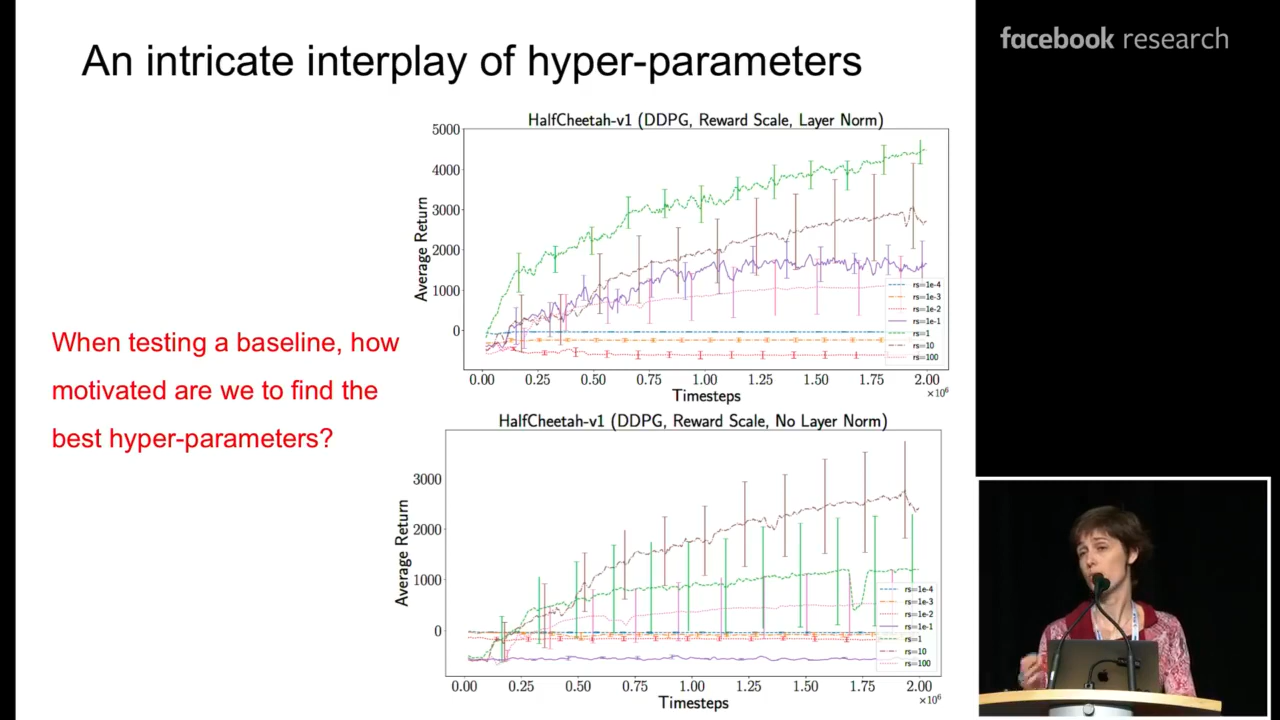 An intricate interplay of hyper-parameters
facebook research
When testing a baseline, how
motivated are we to find the
best hyper-parameters?
HalfCheetah-v1 (DDPG, Reward Scale, Layer Norm)
Average Return
5000
4000
3000
2000
1000
0
rs=1e-4
rs=1e-3
rs=1e-2
rs=1e-1
rs=1
rs=10
rs=100
0.00 0.25 0.50 0.75 1.00 1.25 1.50 1.75 2.00
×10⁶
Timesteps
HalfCheetah-v1 (DDPG, Reward Scale, No Layer Norm)
Average Return
3000
2000
1000
0
rs=1e-4
rs=1e-3
rs=1e-2
rs=1e-1
rs=1
rs=10
rs=100
0.00 0.25 0.50 0.75 1.00 1.25 1.50 1.75 2.00
×10⁶
Timesteps